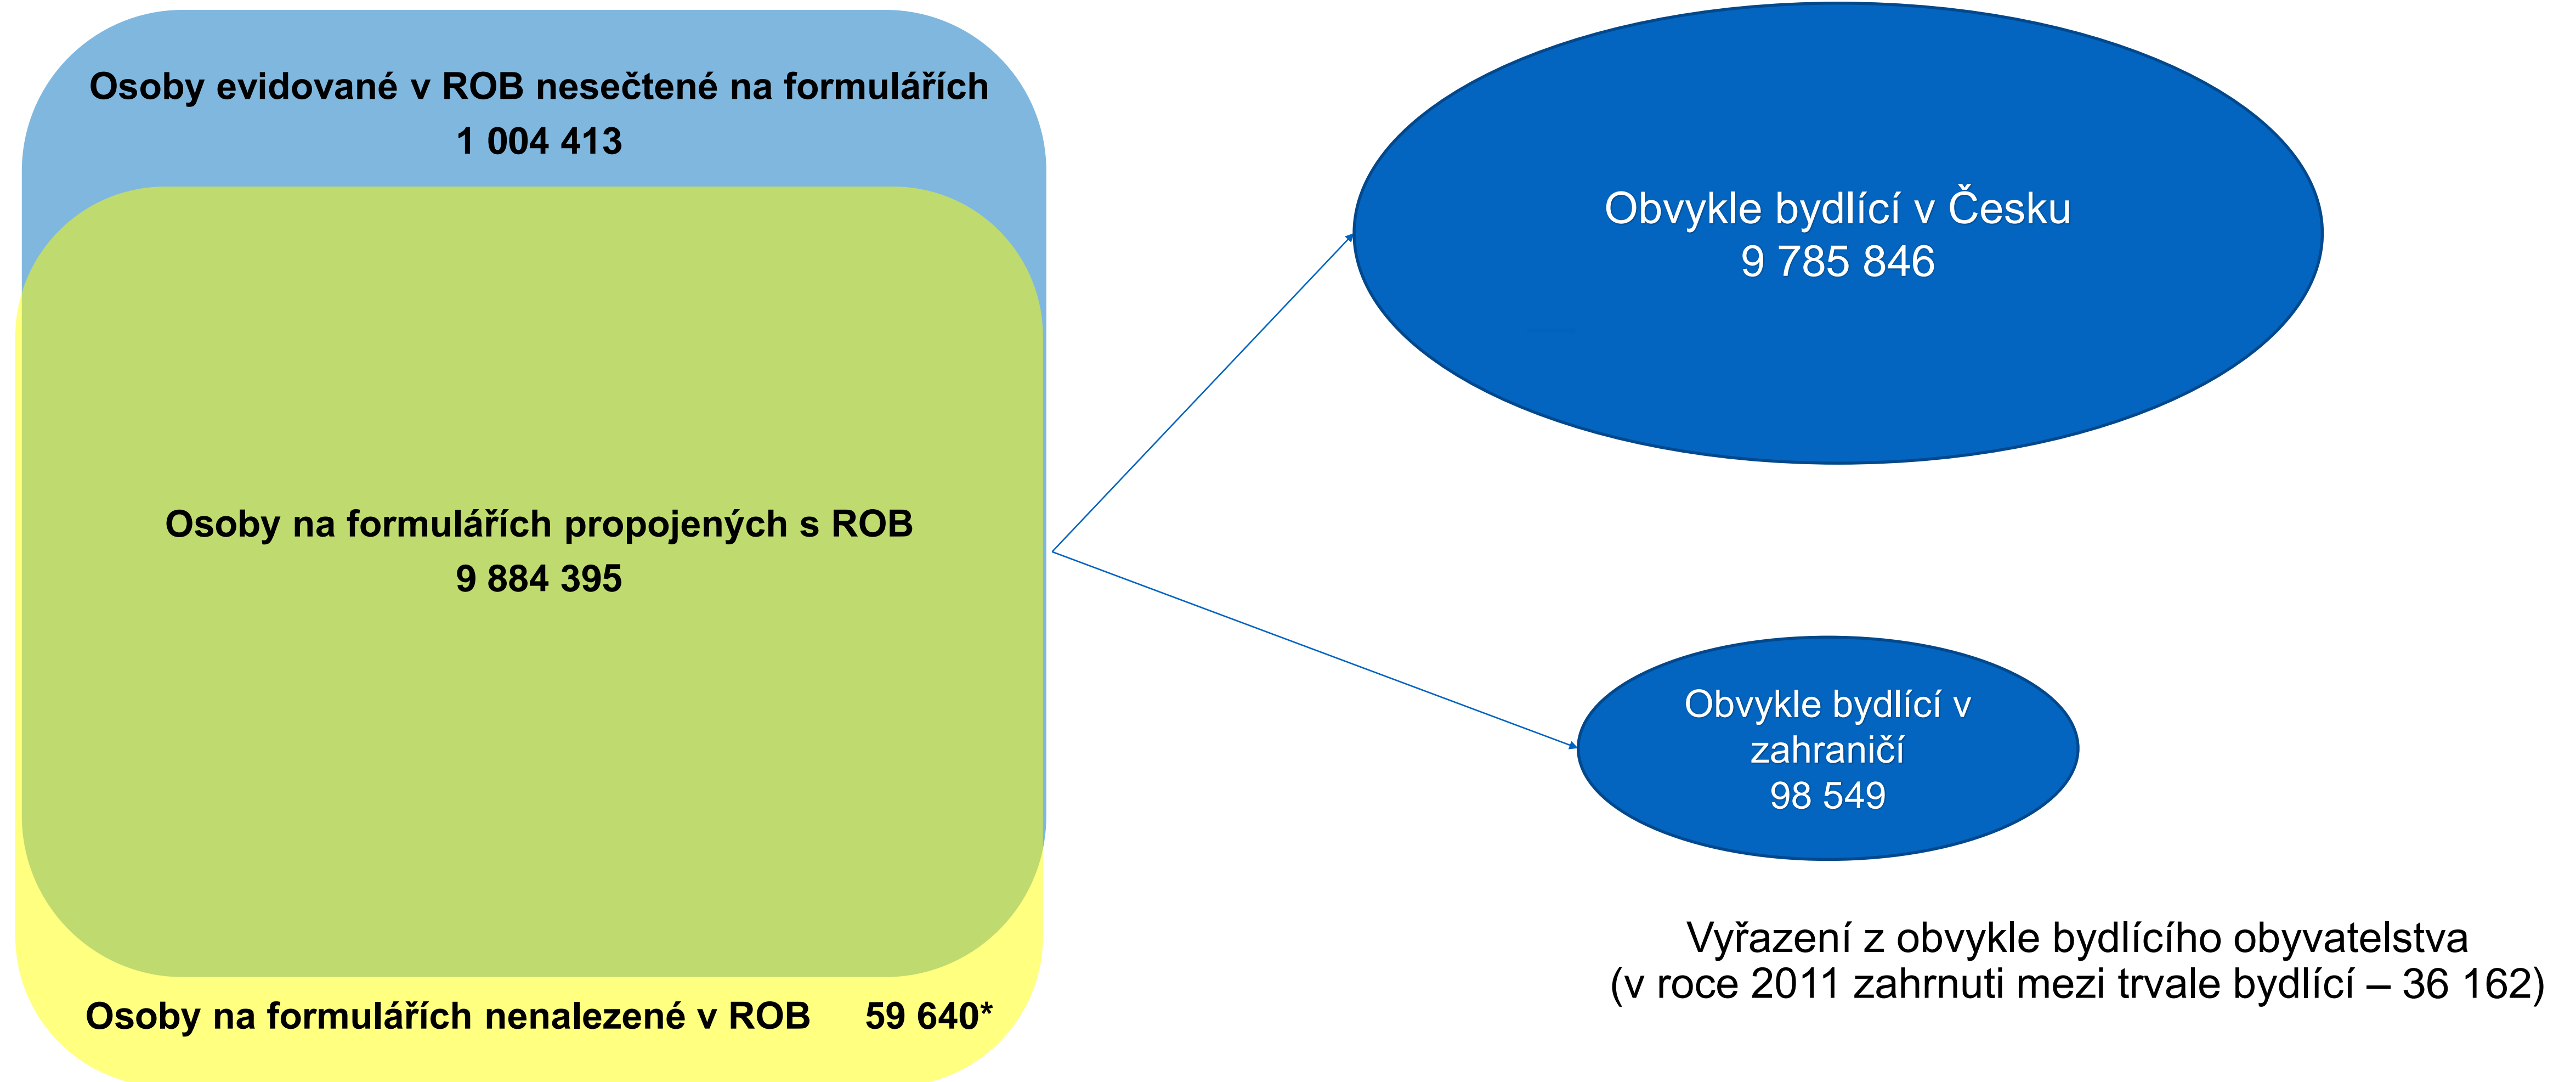 Osoby evidované v ROB nesečtené na formulářích
1 004 413
Osoby na formulářích propojených s ROB
9 884 395
Osoby na formulářích nenalezené v ROB 59 640*
Obvykle bydlící v Česku
9 785 846
Obvykle bydlící v
zahraničí
98 549
Vyřazení z obvykle bydlícího obyvatelstva
(v roce 2011 zahrnuti mezi trvale bydlící – 36 162)